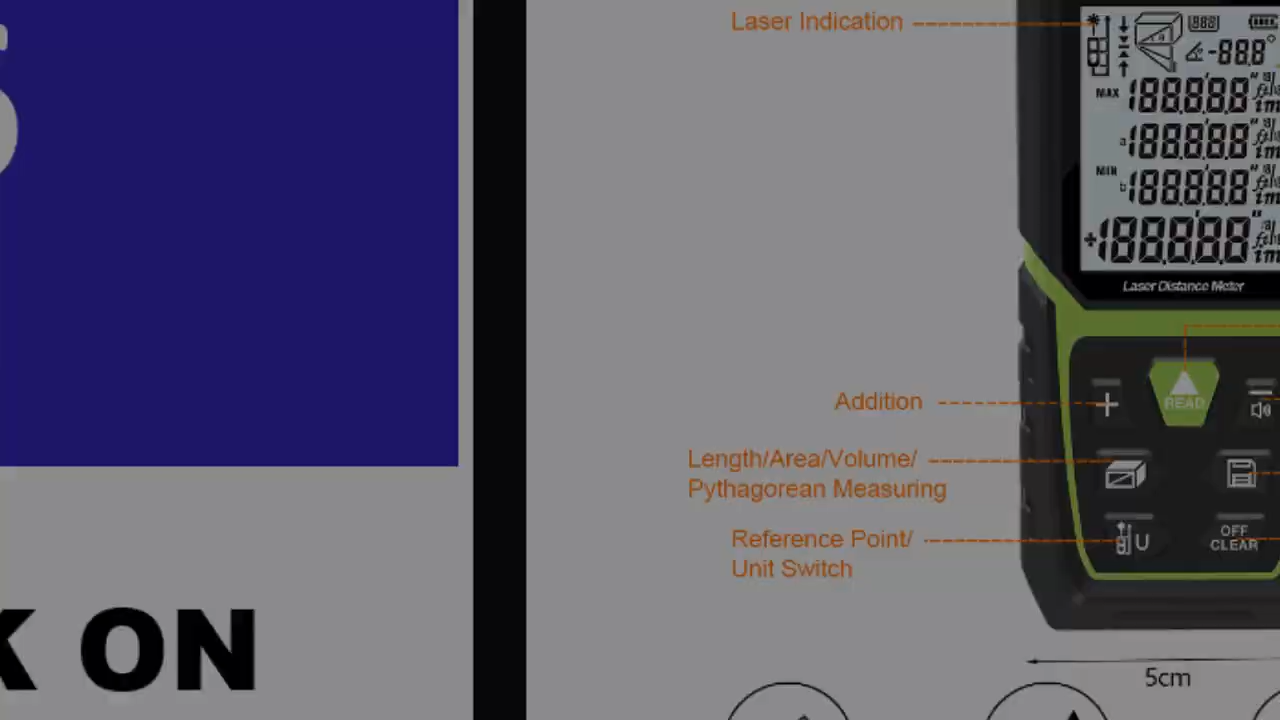 Laser Indication
MAX
MIN
Laser Distance Meter
Addition
READ
Length/Area/Volume/
Pythagorean Measuring
Reference Point/
Unit Switch
U
OFF
CLEAR
ON
5cm